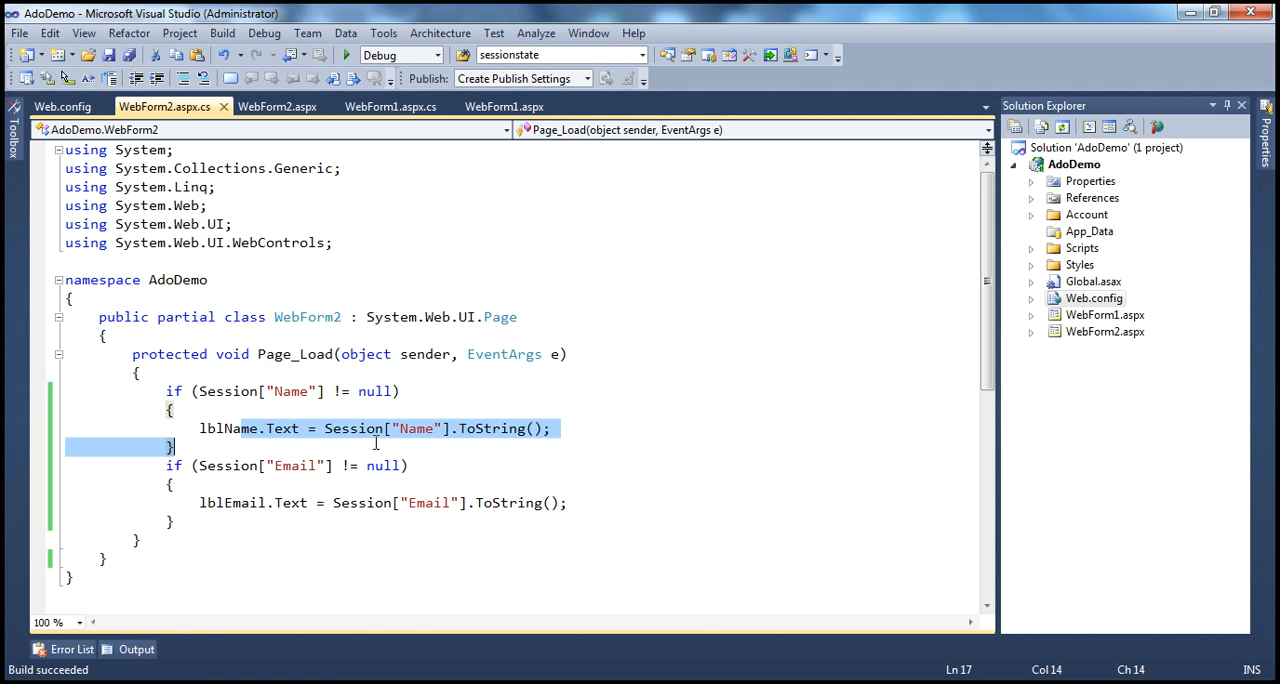 AdoDemo - Microsoft Visual Studio (Administrator)
File Edit View Refactor Project Build Debug Team Data Tools Architecture Test Analyze Window Help
Debug sessionstate
Publish: Create Publish Settings
Web.config WebForm2.aspx.cs WebForm2.aspx WebForm1.aspx.cs WebForm1.aspx
Toolbox
AdoDemo.WebForm2 Page_Load(object sender, EventArgs e)
using System;
using System.Collections.Generic;
using System.Linq;
using System.Web;
using System.Web.UI;
using System.Web.UI.WebControls;
namespace AdoDemo
{
public partial class WebForm2 : System.Web.UI.Page
{
protected void Page_Load(object sender, EventArgs e)
{
if (Session["Name"] != null)
{
lblName.Text = Session["Name"].ToString();
}
if (Session["Email"] != null)
{
lblEmail.Text = Session["Email"].ToString();
}
}
}
}
100 %
Solution Explorer
Solution 'AdoDemo' (1 project)
AdoDemo
Properties
References
Account
App_Data
Scripts
Styles
Global.asax
Web.config
WebForm1.aspx
WebForm2.aspx
Properties
Error List Output
Build succeeded Ln 17 Col 14 Ch 14 INS